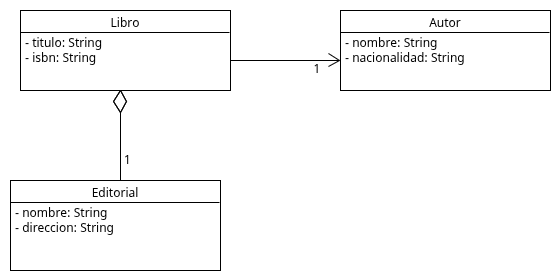 Libro
- titulo: String
- isbn: String
Autor
- nombre: String
- nacionalidad: String
1
1
Editorial
- nombre: String
- direccion: String